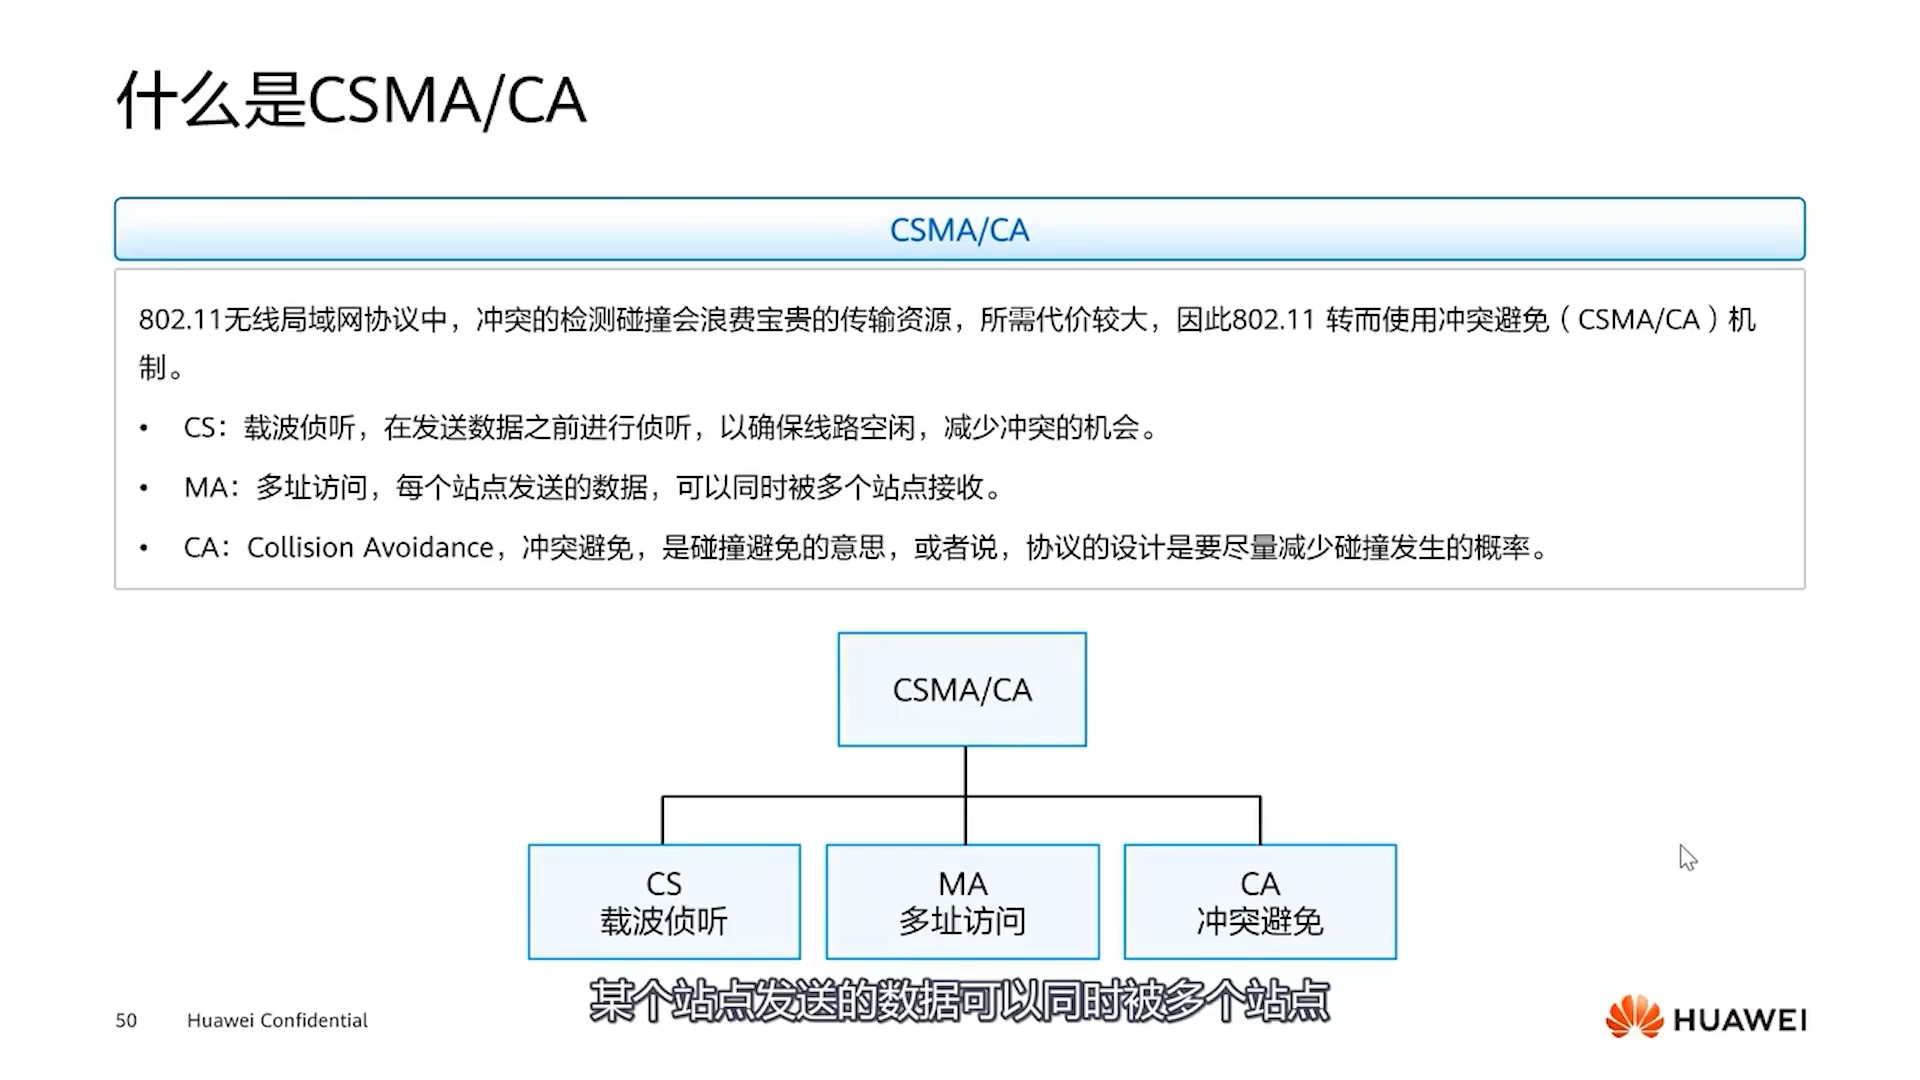 什么是CSMA/CA
CSMA/CA
802.11无线局域网协议中，冲突的检测碰撞会浪费宝贵的传输资源，所需代价较大，因此802.11 转而使用冲突避免（CSMA/CA）机
制。
• CS：载波侦听，在发送数据之前进行侦听，以确保线路空闲，减少冲突的机会。
• MA：多址访问，每个站点发送的数据，可以同时被多个站点接收。
• CA：Collision Avoidance，冲突避免，是碰撞避免的意思，或者说，协议的设计是要尽量减少碰撞发生的概率。
CSMA/CA
CS
载波侦听
MA
多址访问
CA
冲突避免
某个站点发送的数据可以同时被多个站点
50
Huawei Confidential
HUAWEI